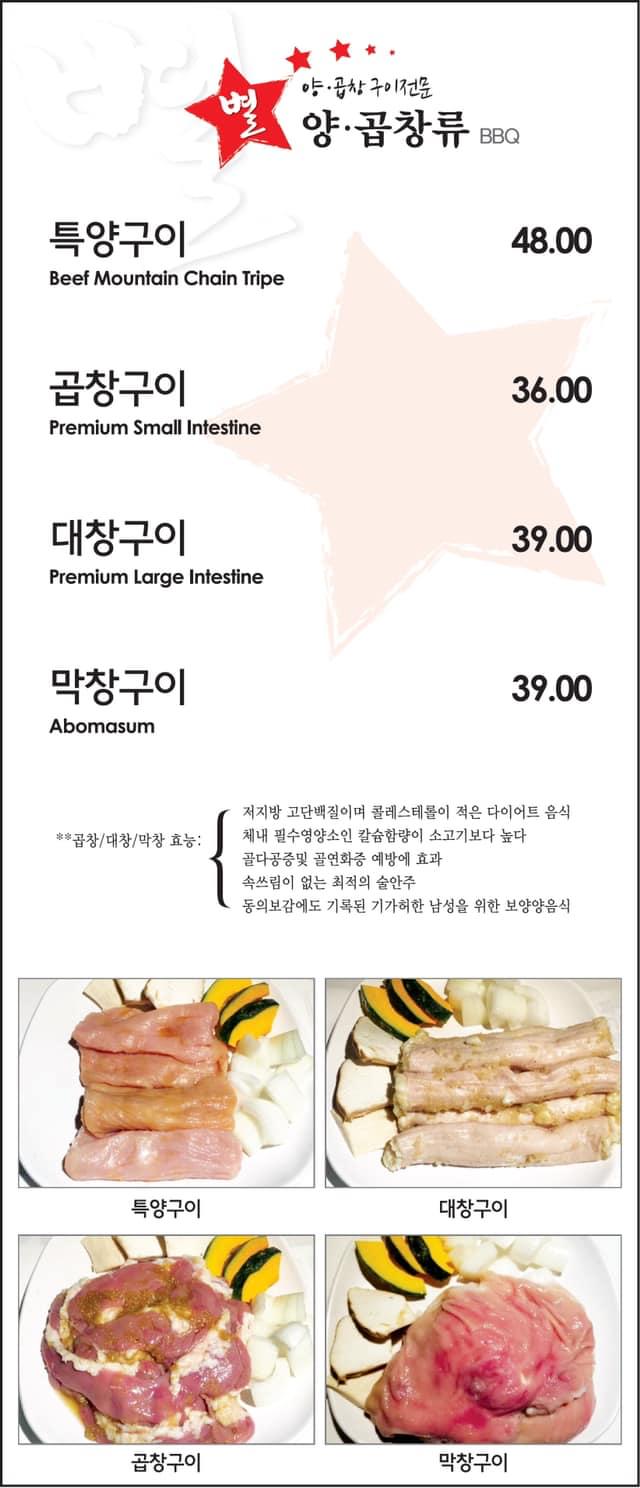 별
양·곱창 구이전문
양·곱창류 BBQ
특양구이 48.00
Beef Mountain Chain Tripe
곱창구이 36.00
Premium Small Intestine
대창구이 39.00
Premium Large Intestine
막창구이 39.00
Abomasum
**곱창/대창/막창 효능:
저지방 고단백질이며 콜레스테롤이 적은 다이어트 음식
체내 필수영양소인 칼슘함량이 소고기보다 높다
골다공증및 골연화증 예방에 효과
속쓰림이 없는 최적의 술안주
동의보감에도 기록된 기가허한 남성을 위한 보양양음식
특양구이 대창구이
곱창구이 막창구이